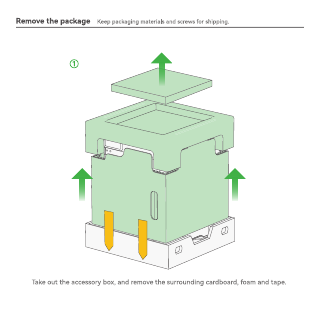 Remove the package Keep packaging materials and screws for shipping.
①
Take out the accessory box, and remove the surrounding cardboard, foam and tape.